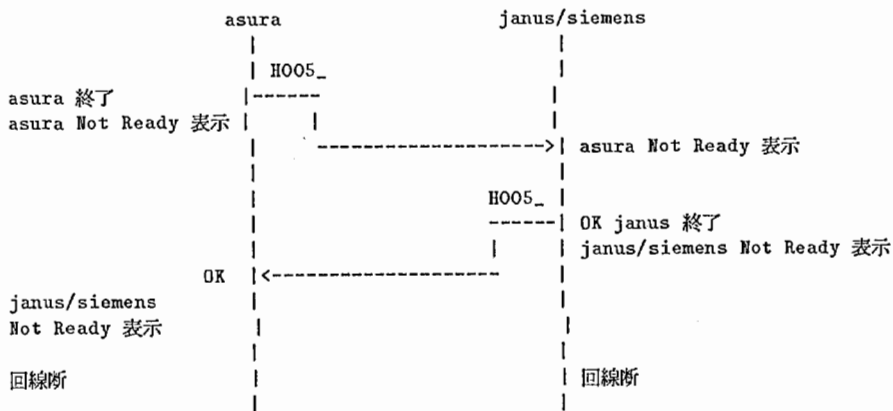 asura janus/siemens
H005_
asura 終了
asura Not Ready 表示
asura Not Ready 表示
H005_
OK janus 終了
janus/siemens Not Ready 表示
OK
janus/siemens
Not Ready 表示
回線断 回線断